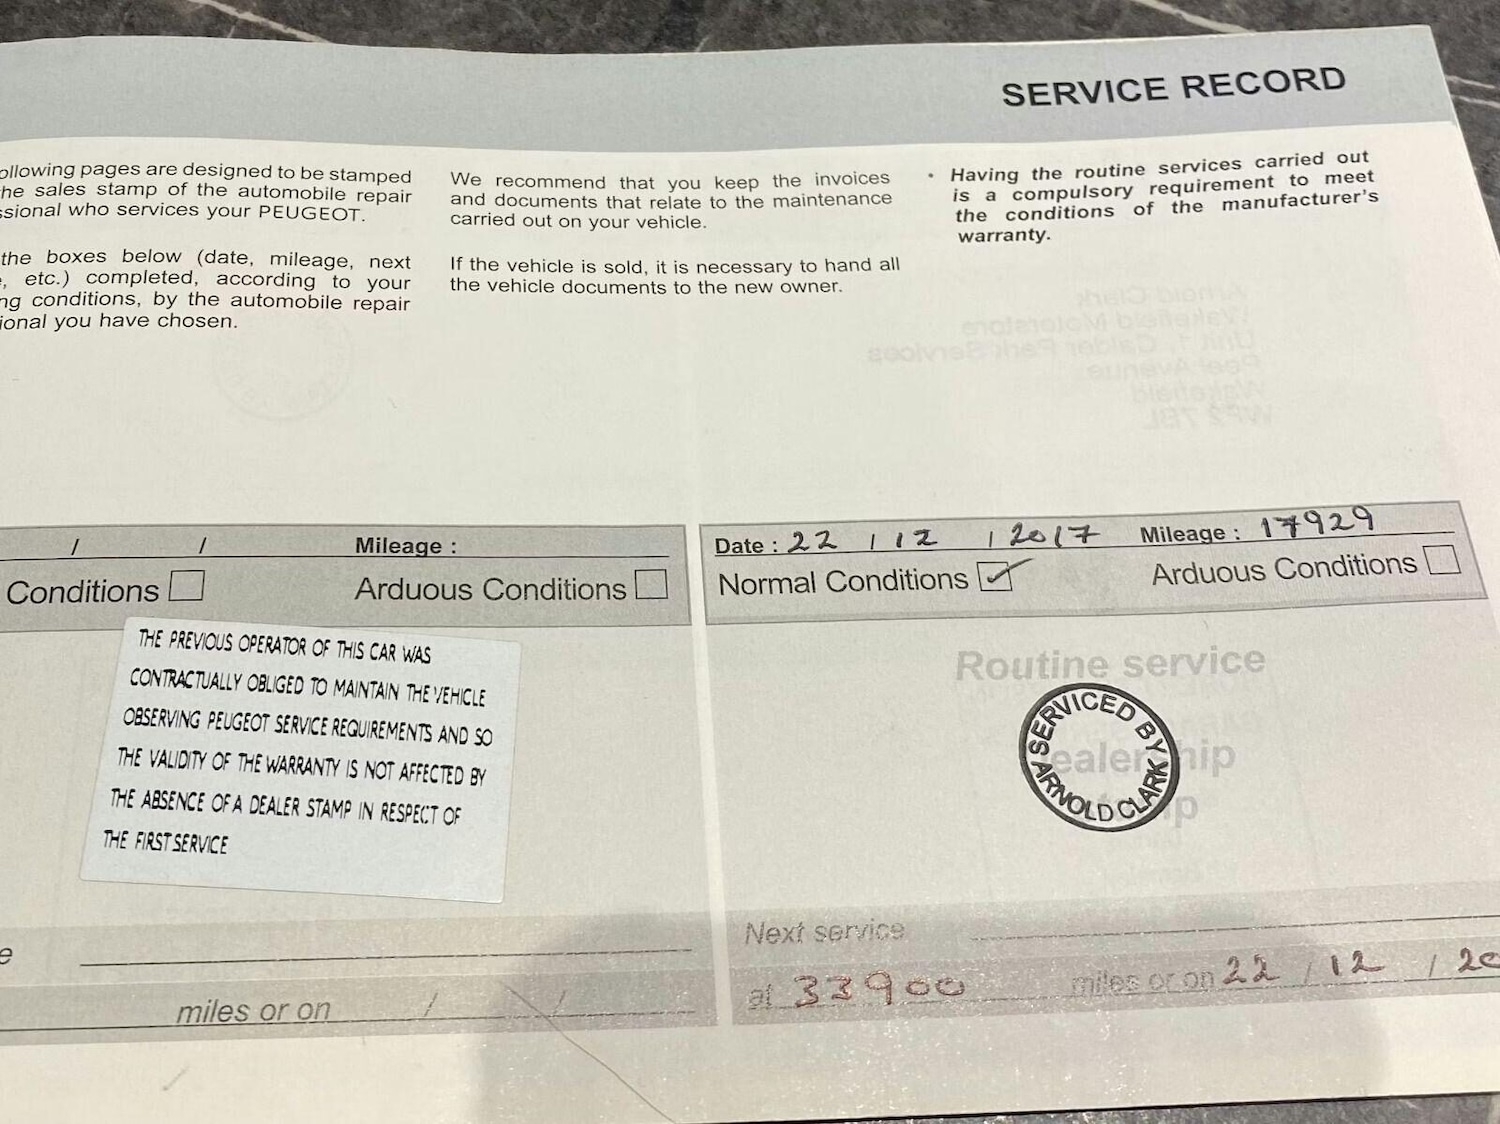 SERVICE RECORD
ollowing pages are designed to be stamped
he sales stamp of the automobile repair
ssional who services your PEUGEOT.
the boxes below (date, mileage, next
, etc.) completed, according to your
ng conditions, by the automobile repair
ional you have chosen.
We recommend that you keep the invoices
and documents that relate to the maintenance
carried out on your vehicle.
If the vehicle is sold, it is necessary to hand all
the vehicle documents to the new owner.
• Having the routine services carried out
is a compulsory requirement to meet
the conditions of the manufacturer's
warranty.
/ / Mileage :
Conditions Arduous Conditions
THE PREVIOUS OPERATOR OF THIS CAR WAS
CONTRACTUALLY OBLIGED TO MAINTAIN THE VEHICLE
OBSERVING PEUGEOT SERVICE REQUIREMENTS AND SO
THE VALIDITY OF THE WARRANTY IS NOT AFFECTED BY
THE ABSENCE OF A DEALER STAMP IN RESPECT OF
THE FIRST SERVICE
e
miles or on / /
Date : 22 / 12 / 2017 Mileage : 17929
Normal Conditions Arduous Conditions
Routine service
SERVICED BY
ARNOLD CLARK
ealer hip
p
Next service
at 33900 miles or on 22 / 12 / 20